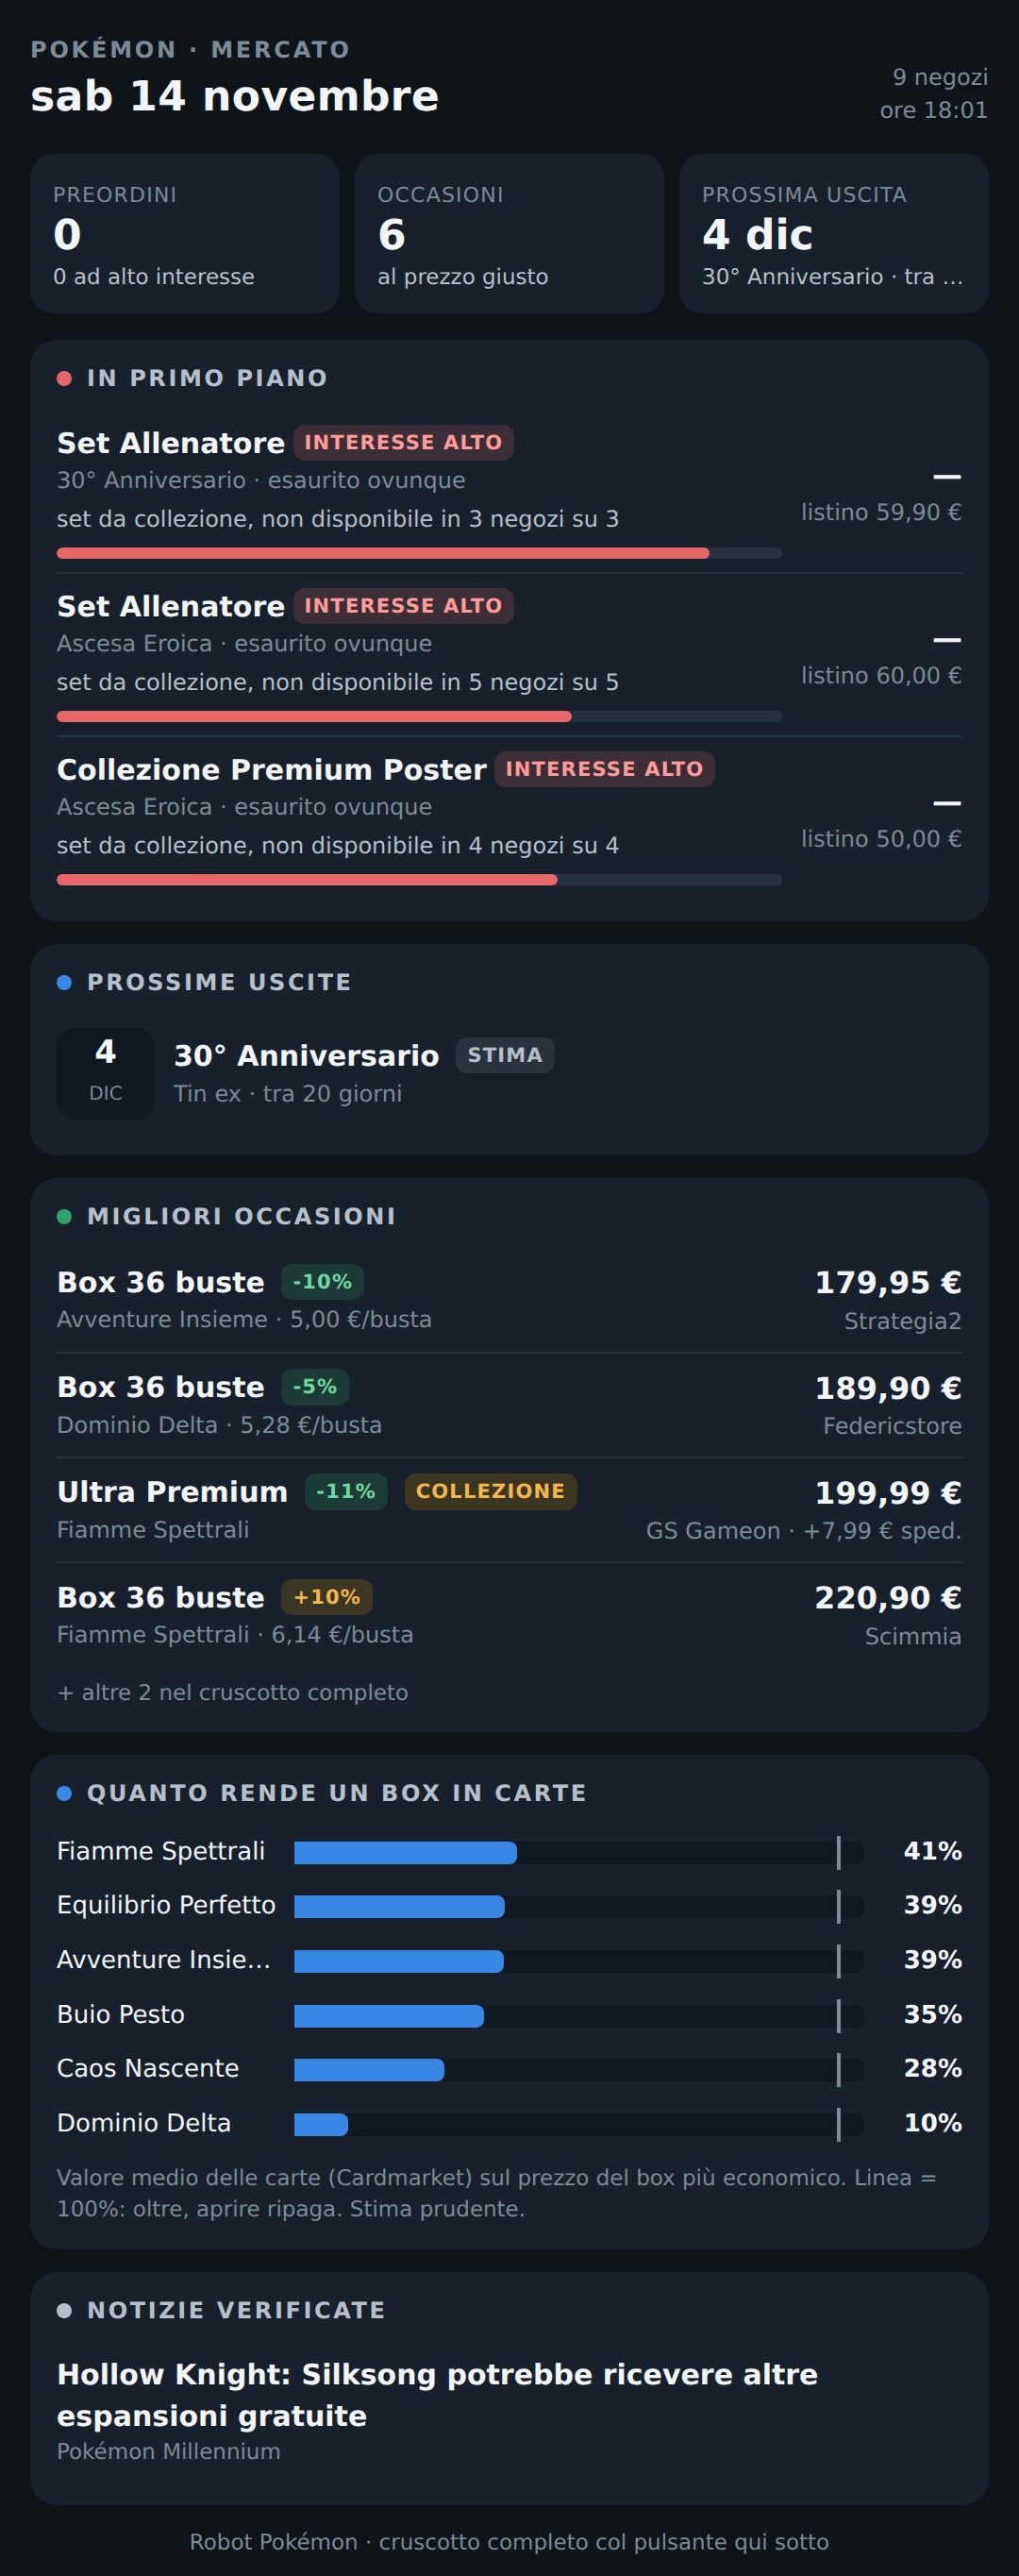 POKÉMON · MERCATO
sab 14 novembre
9 negozi
ore 18:01
PREORDINI
0
0 ad alto interesse
OCCASIONI
6
al prezzo giusto
PROSSIMA USCITA
4 dic
30° Anniversario · tra …
IN PRIMO PIANO
Set Allenatore INTERESSE ALTO
30° Anniversario · esaurito ovunque
set da collezione, non disponibile in 3 negozi su 3
—
listino 59,90 €
Set Allenatore INTERESSE ALTO
Ascesa Eroica · esaurito ovunque
set da collezione, non disponibile in 5 negozi su 5
—
listino 60,00 €
Collezione Premium Poster INTERESSE ALTO
Ascesa Eroica · esaurito ovunque
set da collezione, non disponibile in 4 negozi su 4
—
listino 50,00 €
PROSSIME USCITE
4
DIC
30° Anniversario STIMA
Tin ex · tra 20 giorni
MIGLIORI OCCASIONI
Box 36 buste -10% 179,95 €
Avventure Insieme · 5,00 €/busta Strategia2
Box 36 buste -5% 189,90 €
Dominio Delta · 5,28 €/busta Federicstore
Ultra Premium -11% COLLEZIONE 199,99 €
Fiamme Spettrali GS Gameon · +7,99 € sped.
Box 36 buste +10% 220,90 €
Fiamme Spettrali · 6,14 €/busta Scimmia
+ altre 2 nel cruscotto completo
QUANTO RENDE UN BOX IN CARTE
Fiamme Spettrali 41%
Equilibrio Perfetto 39%
Avventure Insie… 39%
Buio Pesto 35%
Caos Nascente 28%
Dominio Delta 10%
Valore medio delle carte (Cardmarket) sul prezzo del box più economico. Linea =
100%: oltre, aprire ripaga. Stima prudente.
NOTIZIE VERIFICATE
Hollow Knight: Silksong potrebbe ricevere altre
espansioni gratuite
Pokémon Millennium
Robot Pokémon · cruscotto completo col pulsante qui sotto